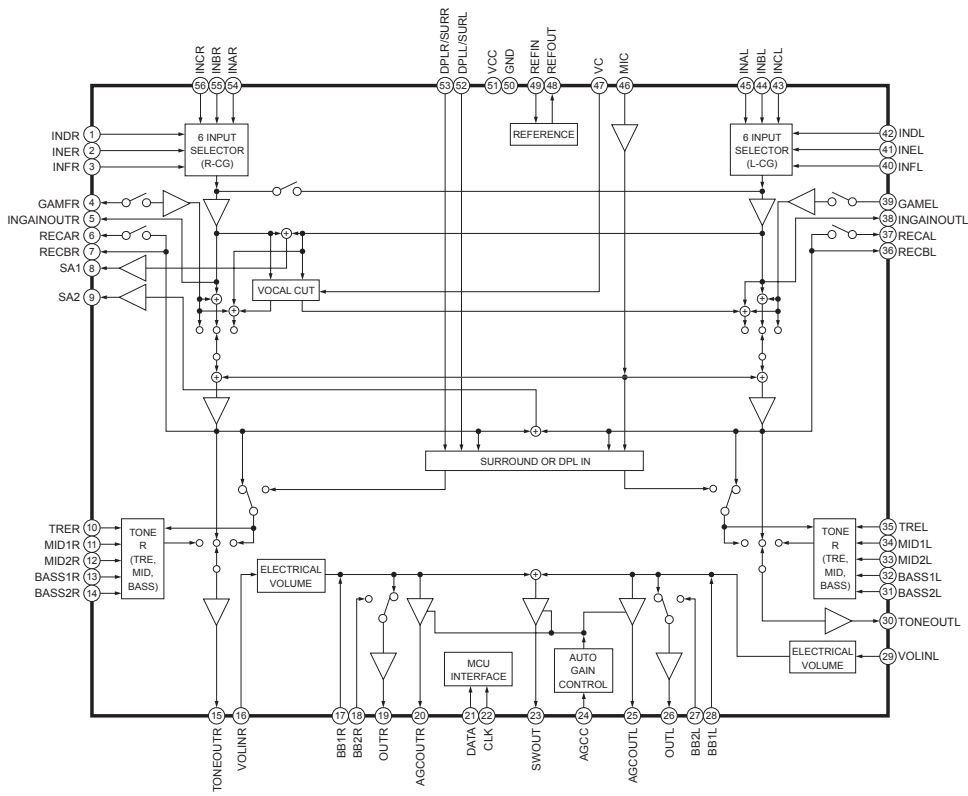 INCR
INBR
INAR
DPLR/SURR
DPLL/SURL
VCC
GND
REFIN
REFOUT
VC
MIC
INAL
INBL
INCL
56
55
54
53
52
51
50
49
48
47
46
45
44
43
INDR 1
INER 2
INFR 3
GAMFR 4
INGAINOUTR 5
RECAR 6
RECBR 7
SA1 8
SA2 9
6 INPUT
SELECTOR
(R-CG)
REFERENCE
6 INPUT
SELECTOR
(L-CG)
42 INDL
41 INEL
40 INFL
39 GAMEL
38 INGAINOUTL
37 RECAL
36 RECBL
VOCAL CUT
SURROUND OR DPL IN
TRER 10
MID1R 11
MID2R 12
BASS1R 13
BASS2R 14
TONE
R
(TRE,
MID,
BASS)
ELECTRICAL
VOLUME
TONE
R
(TRE,
MID,
BASS)
35 TREL
34 MID1L
33 MID2L
32 BASS1L
31 BASS2L
30 TONEOUTL
29 VOLINL
MCU
INTERFACE
AUTO
GAIN
CONTROL
ELECTRICAL
VOLUME
15
16
17
18
19
20
21
22
23
24
25
26
27
28
TONEOUTR
VOLINR
BB1R
BB2R
OUTR
AGCOUTR
DATA
CLK
SWOUT
AGCC
AGCOUTL
OUTL
BB2L
BB1L